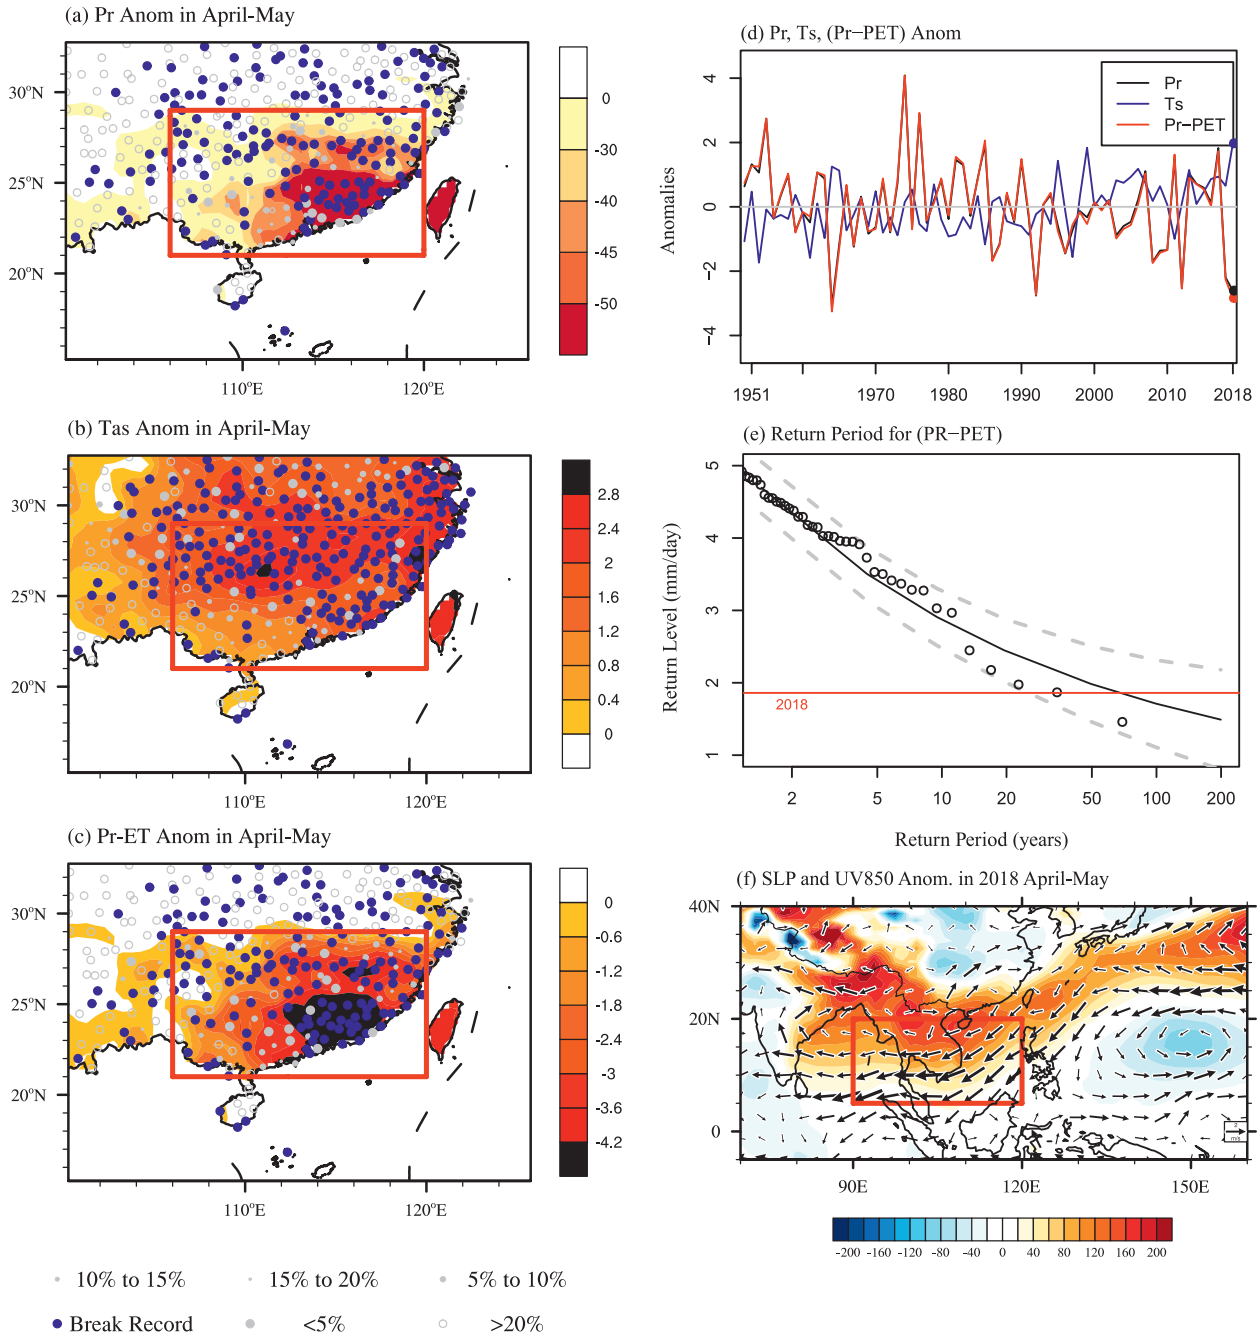 (a) Pr Anom in April-May
30°N
25°N
20°N
110°E
120°E
0
-30
-40
-45
-50
(b) Tas Anom in April-May
30°N
25°N
20°N
110°E
120°E
2.8
2.4
2
1.6
1.2
0.8
0.4
0
(c) Pr-ET Anom in April-May
30°N
25°N
20°N
110°E
120°E
0
-0.6
-1.2
-1.8
-2.4
-3
-3.6
-4.2
10% to 15%
15% to 20%
5% to 10%
Break Record
<5%
>20%
(d) Pr, Ts, (Pr−PET) Anom
Anomalies
4
2
0
−2
−4
Pr
Ts
Pr−PET
1951
1970
1980
1990
2000
2010
2018
(e) Return Period for (PR−PET)
Return Level (mm/day)
5
4
3
2
1
2018
2
5
10
20
50
100
200
Return Period (years)
(f) SLP and UV850 Anom. in 2018 April-May
40N
20N
0
90E
120E
150E
2
m/s
-200
-160
-120
-80
-40
0
40
80
120
160
200